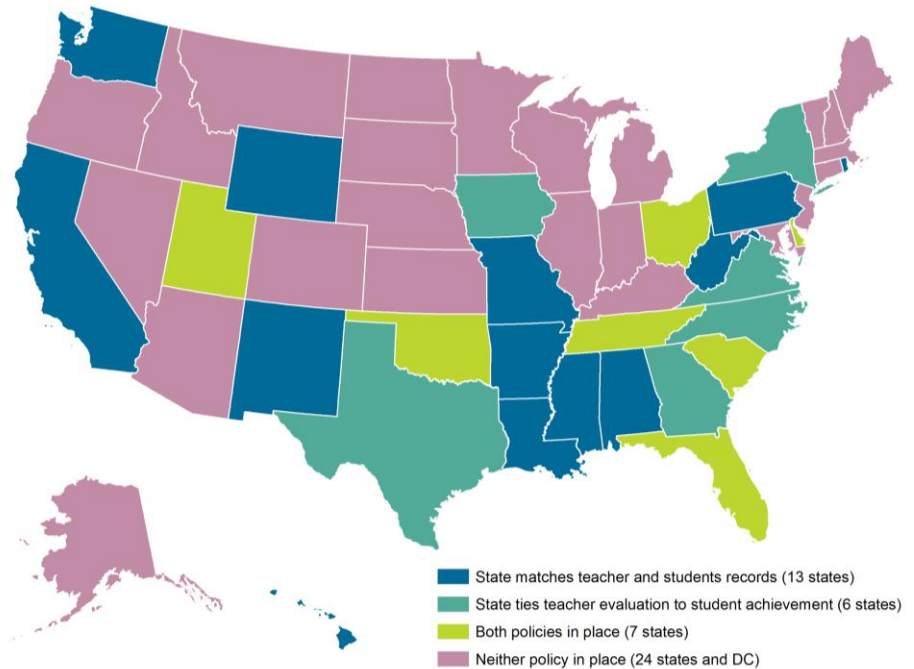 State matches teacher and students records (13 states)
State ties teacher evaluation to student achievement (6 states)
Both policies in place (7 states)
Neither policy in place (24 states and DC)